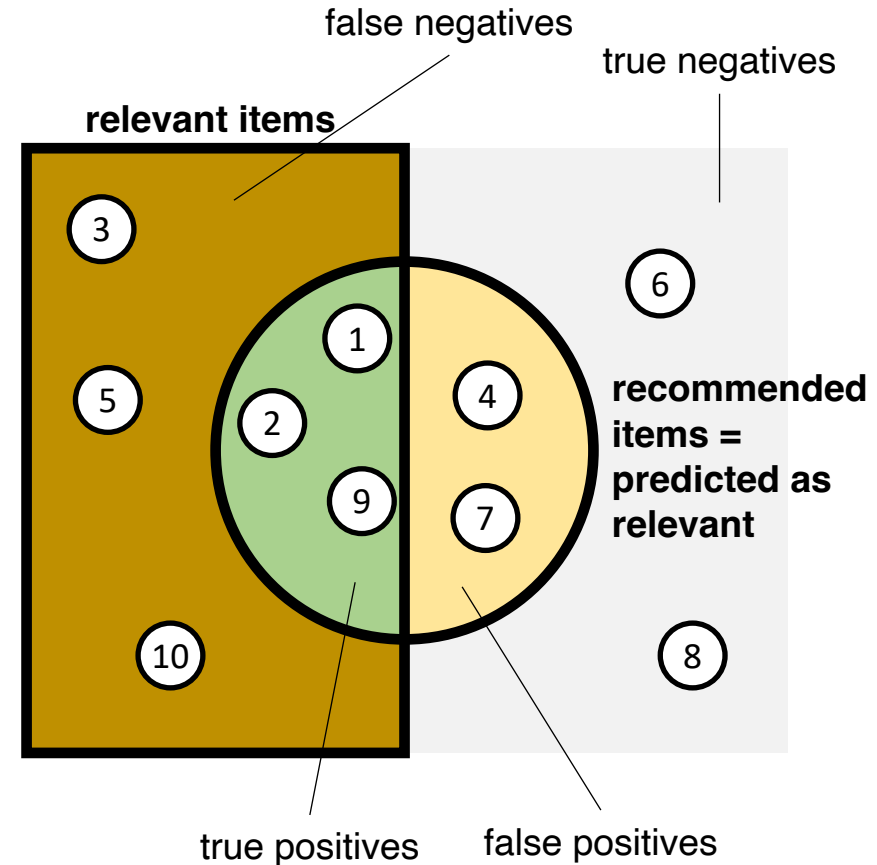 false negatives
true negatives
relevant items
3
6
1
5
4
2
recommended
items =
predicted as
relevant
9
7
10
8
true positives
false positives